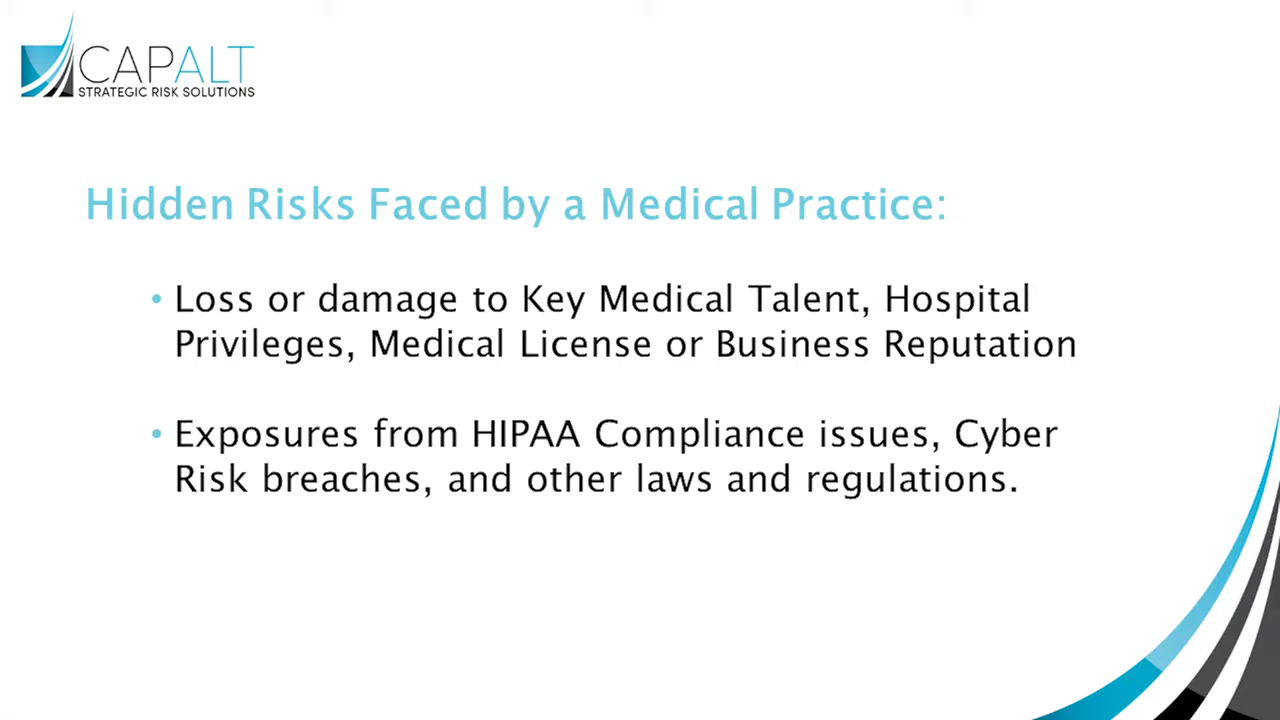 CAPALT
STRATEGIC RISK SOLUTIONS
Hidden Risks Faced by a Medical Practice:
• Loss or damage to Key Medical Talent, Hospital
Privileges, Medical License or Business Reputation
• Exposures from HIPAA Compliance issues, Cyber
Risk breaches, and other laws and regulations.